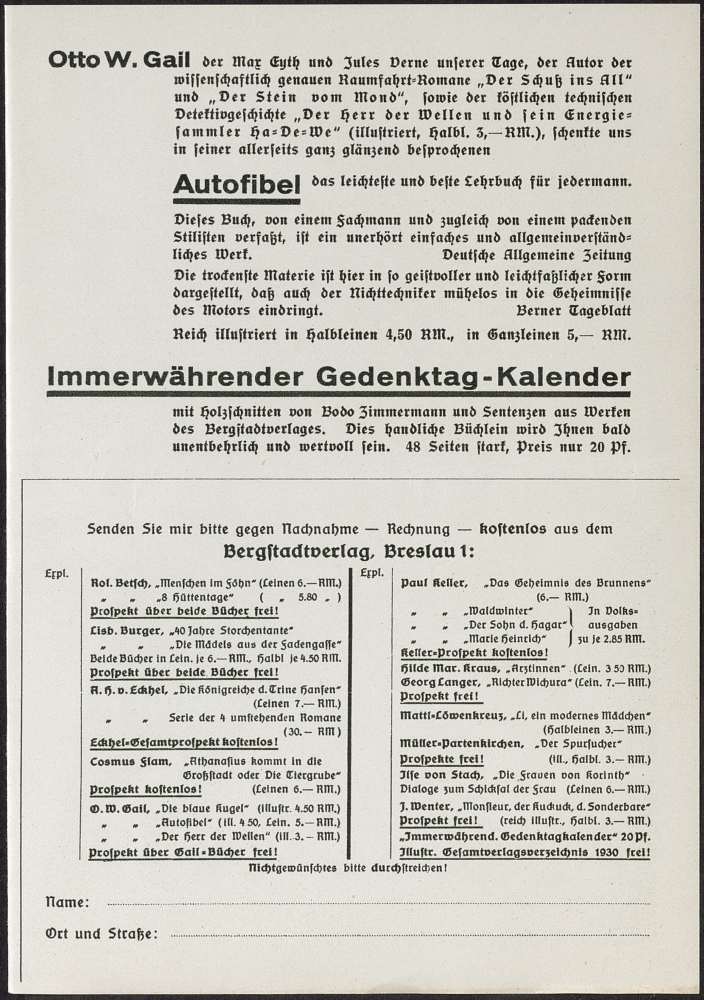 Otto W. Gail der Max Eyth und Jules Verne unserer Tage, der Autor der
wissenschaftlich genauen Raumfahrt-Romane „Der Schuß ins All“
und „Der Stein vom Mond“, sowie der köstlichen technischen
Detektivgeschichte „Der Herr der Wellen und sein Energie-
sammler Ha-De-We“ (illustriert, Halbl. 3,—RM.), schenkte uns
in seiner allerseits ganz glänzend besprochenen
Autofibel das leichteste und beste Lehrbuch für jedermann.
Dieses Buch, von einem Fachmann und zugleich von einem packenden
Stilisten verfaßt, ist ein unerhört einfaches und allgemeinverständ-
liches Werk. Deutsche Allgemeine Zeitung
Die trockenste Materie ist hier in so geistvoller und leichtfaßlicher Form
dargestellt, daß auch der Nichttechniker mühelos in die Geheimnisse
des Motors eindringt. Berner Tageblatt
Reich illustriert in Halbleinen 4,50 RM., in Ganzleinen 5,— RM.
Immerwährender Gedenktag-Kalender
mit Holzschnitten von Bodo Zimmermann und Sentenzen aus Werken
des Bergstadtverlages. Dies handliche Büchlein wird Ihnen bald
unentbehrlich und wertvoll sein. 48 Seiten stark, Preis nur 20 Pf.
Senden Sie mir bitte gegen Nachnahme — Rechnung — kostenlos aus dem
Bergstadtverlag, Breslau 1:
Expl.
Rol. Betsch, „Menschen im Föhn“ (Leinen 6.—RM.)
„ „ „8 Hüttentage“ ( „ 5.80 „ )
Prospekt über beide Bücher frei!
Lisb. Burger, „40 Jahre Storchentante“
„ „ „Die Mädels aus der Fadengasse“
Beide Bücher in Lein. je 6.—RM., Halbl je 4.50 RM.
Prospekt über beide Bücher frei!
A. H. v. Eckhel, „Die Königreiche d. Trine Hansen“
(Leinen 7.— RM.)
„ „ Serie der 4 umstehenden Romane
(30.— RM)
Eckhel-Gesamtprospekt kostenlos!
Cosmus Flam, „Athanasius kommt in die
Großstadt oder Die Tiergrube“
Prospekt kostenlos! (Leinen 6.— RM.)
O. W. Gail, „Die blaue Kugel“ (illustr. 4.50 RM.)
„ „ „Autofibel“ (ill. 4 50, Lein. 5.— RM.)
„ „ „Der Herr der Wellen“ (ill. 3.— RM.)
Prospekt über Gail-Bücher frei!
Expl.
Paul Keller, „Das Geheimnis des Brunnens“
(6.— RM.)
„ „ „Waldwinter“ } In Volks-
„ „ „Der Sohn d. Hagar“ } ausgaben
„ „ „Marie Heinrich“ } zu je 2.85 RM.
Keller-Prospekt kostenlos!
Hilde Mar. Kraus, „Ärztinnen“ (Lein. 3 50 RM.)
Georg Langer, „Richter Wichura“ (Lein. 7.— RM.)
Prospekt frei!
Mattl-Löwenkreuz, „Li, ein modernes Mädchen“
(Halbleinen 3.— RM.)
Müller-Partenkirchen, „Der Spursucher“
Prospekte frei! (ill., Halbl. 3.— RM.)
Ilse von Stach, „Die Frauen von Korinth“
Dialoge zum Schicksal der Frau (Leinen 6.— RM.)
J. Wenter, „Monsieur, der Kuckuck, d. Sonderbare“
Prospekt frei! (reich illustr., Halbl. 3.— RM.)
„Immerwährend. Gedenktagkalender“ 20 Pf.
Illustr. Gesamtverlagsverzeichnis 1930 frei!
Nichtgewünschtes bitte durchstreichen!
Name:
Ort und Straße: